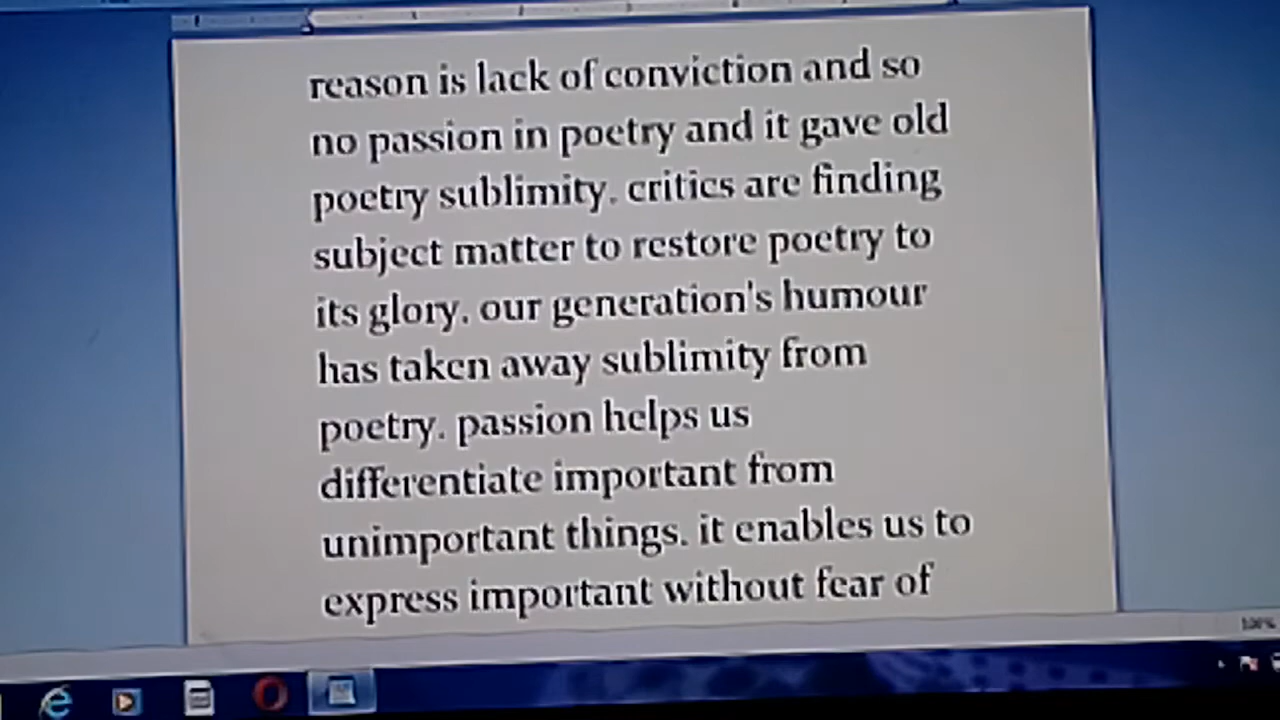 reason is lack of conviction and so
no passion in poetry and it gave old
poetry sublimity. critics are finding
subject matter to restore poetry to
its glory. our generation's humour
has taken away sublimity from
poetry. passion helps us
differentiate important from
unimportant things. it enables us to
express important without fear of
100%